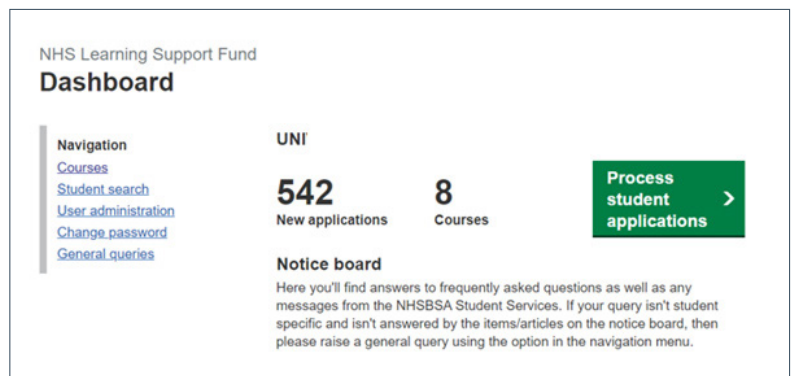 NHS Learning Support Fund
Dashboard
Navigation
Courses
Student search
User administration
Change password
General queries
UNI
542
New applications
8
Courses
Process
student
applications
Notice board
Here you'll find answers to frequently asked questions as well as any
messages from the NHSBSA Student Services. If your query isn't student
specific and isn't answered by the items/articles on the notice board, then
please raise a general query using the option in the navigation menu.